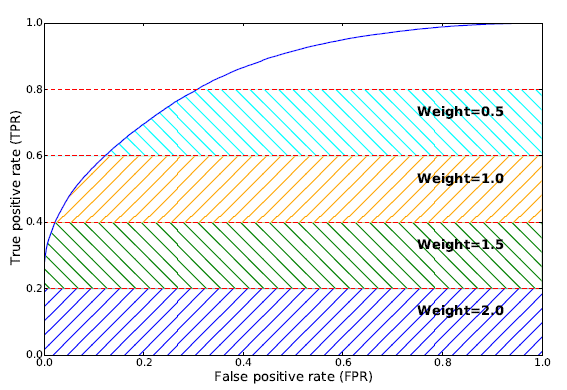 1.0
0.8
Weight=0.5
0.6
Weight=1.0
0.4
Weight=1.5
0.2
Weight=2.0
0.0
0.0 0.2 0.4 0.6 0.8 1.0
False positive rate (FPR)
True positive rate (TPR)